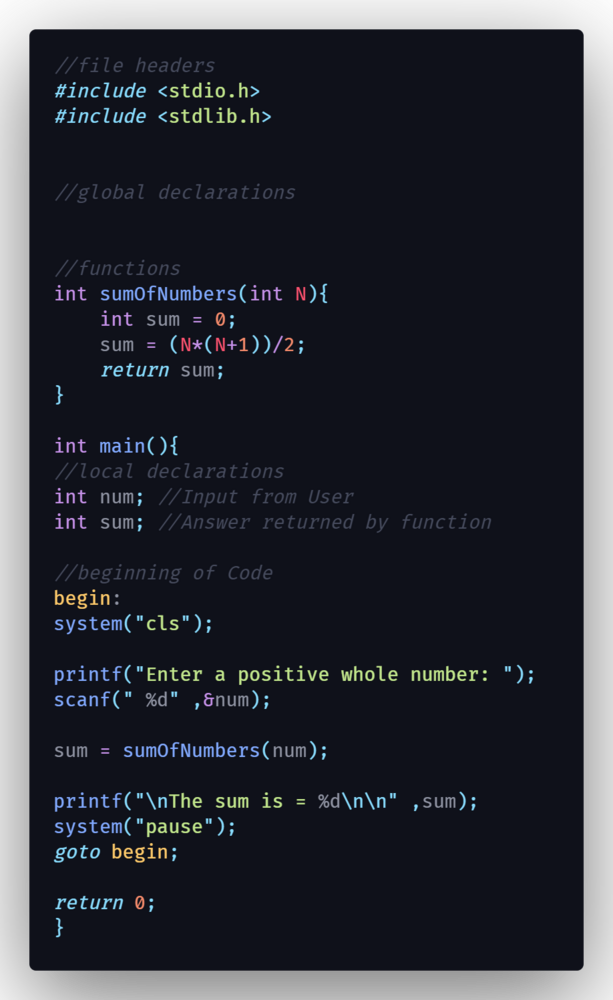 //file headers
#include <stdio.h>
#include <stdlib.h>
//global declarations
//functions
int sumOfNumbers(int N){
    int sum = 0;
    sum = (N*(N+1))/2;
    return sum;
}
int main(){
//local declarations
int num; //Input from User
int sum; //Answer returned by function
//beginning of Code
begin:
system("cls");
printf("Enter a positive whole number: ");
scanf(" %d" ,&num);
sum = sumOfNumbers(num);
printf("\nThe sum is = %d\n\n" ,sum);
system("pause");
goto begin;
return 0;
}